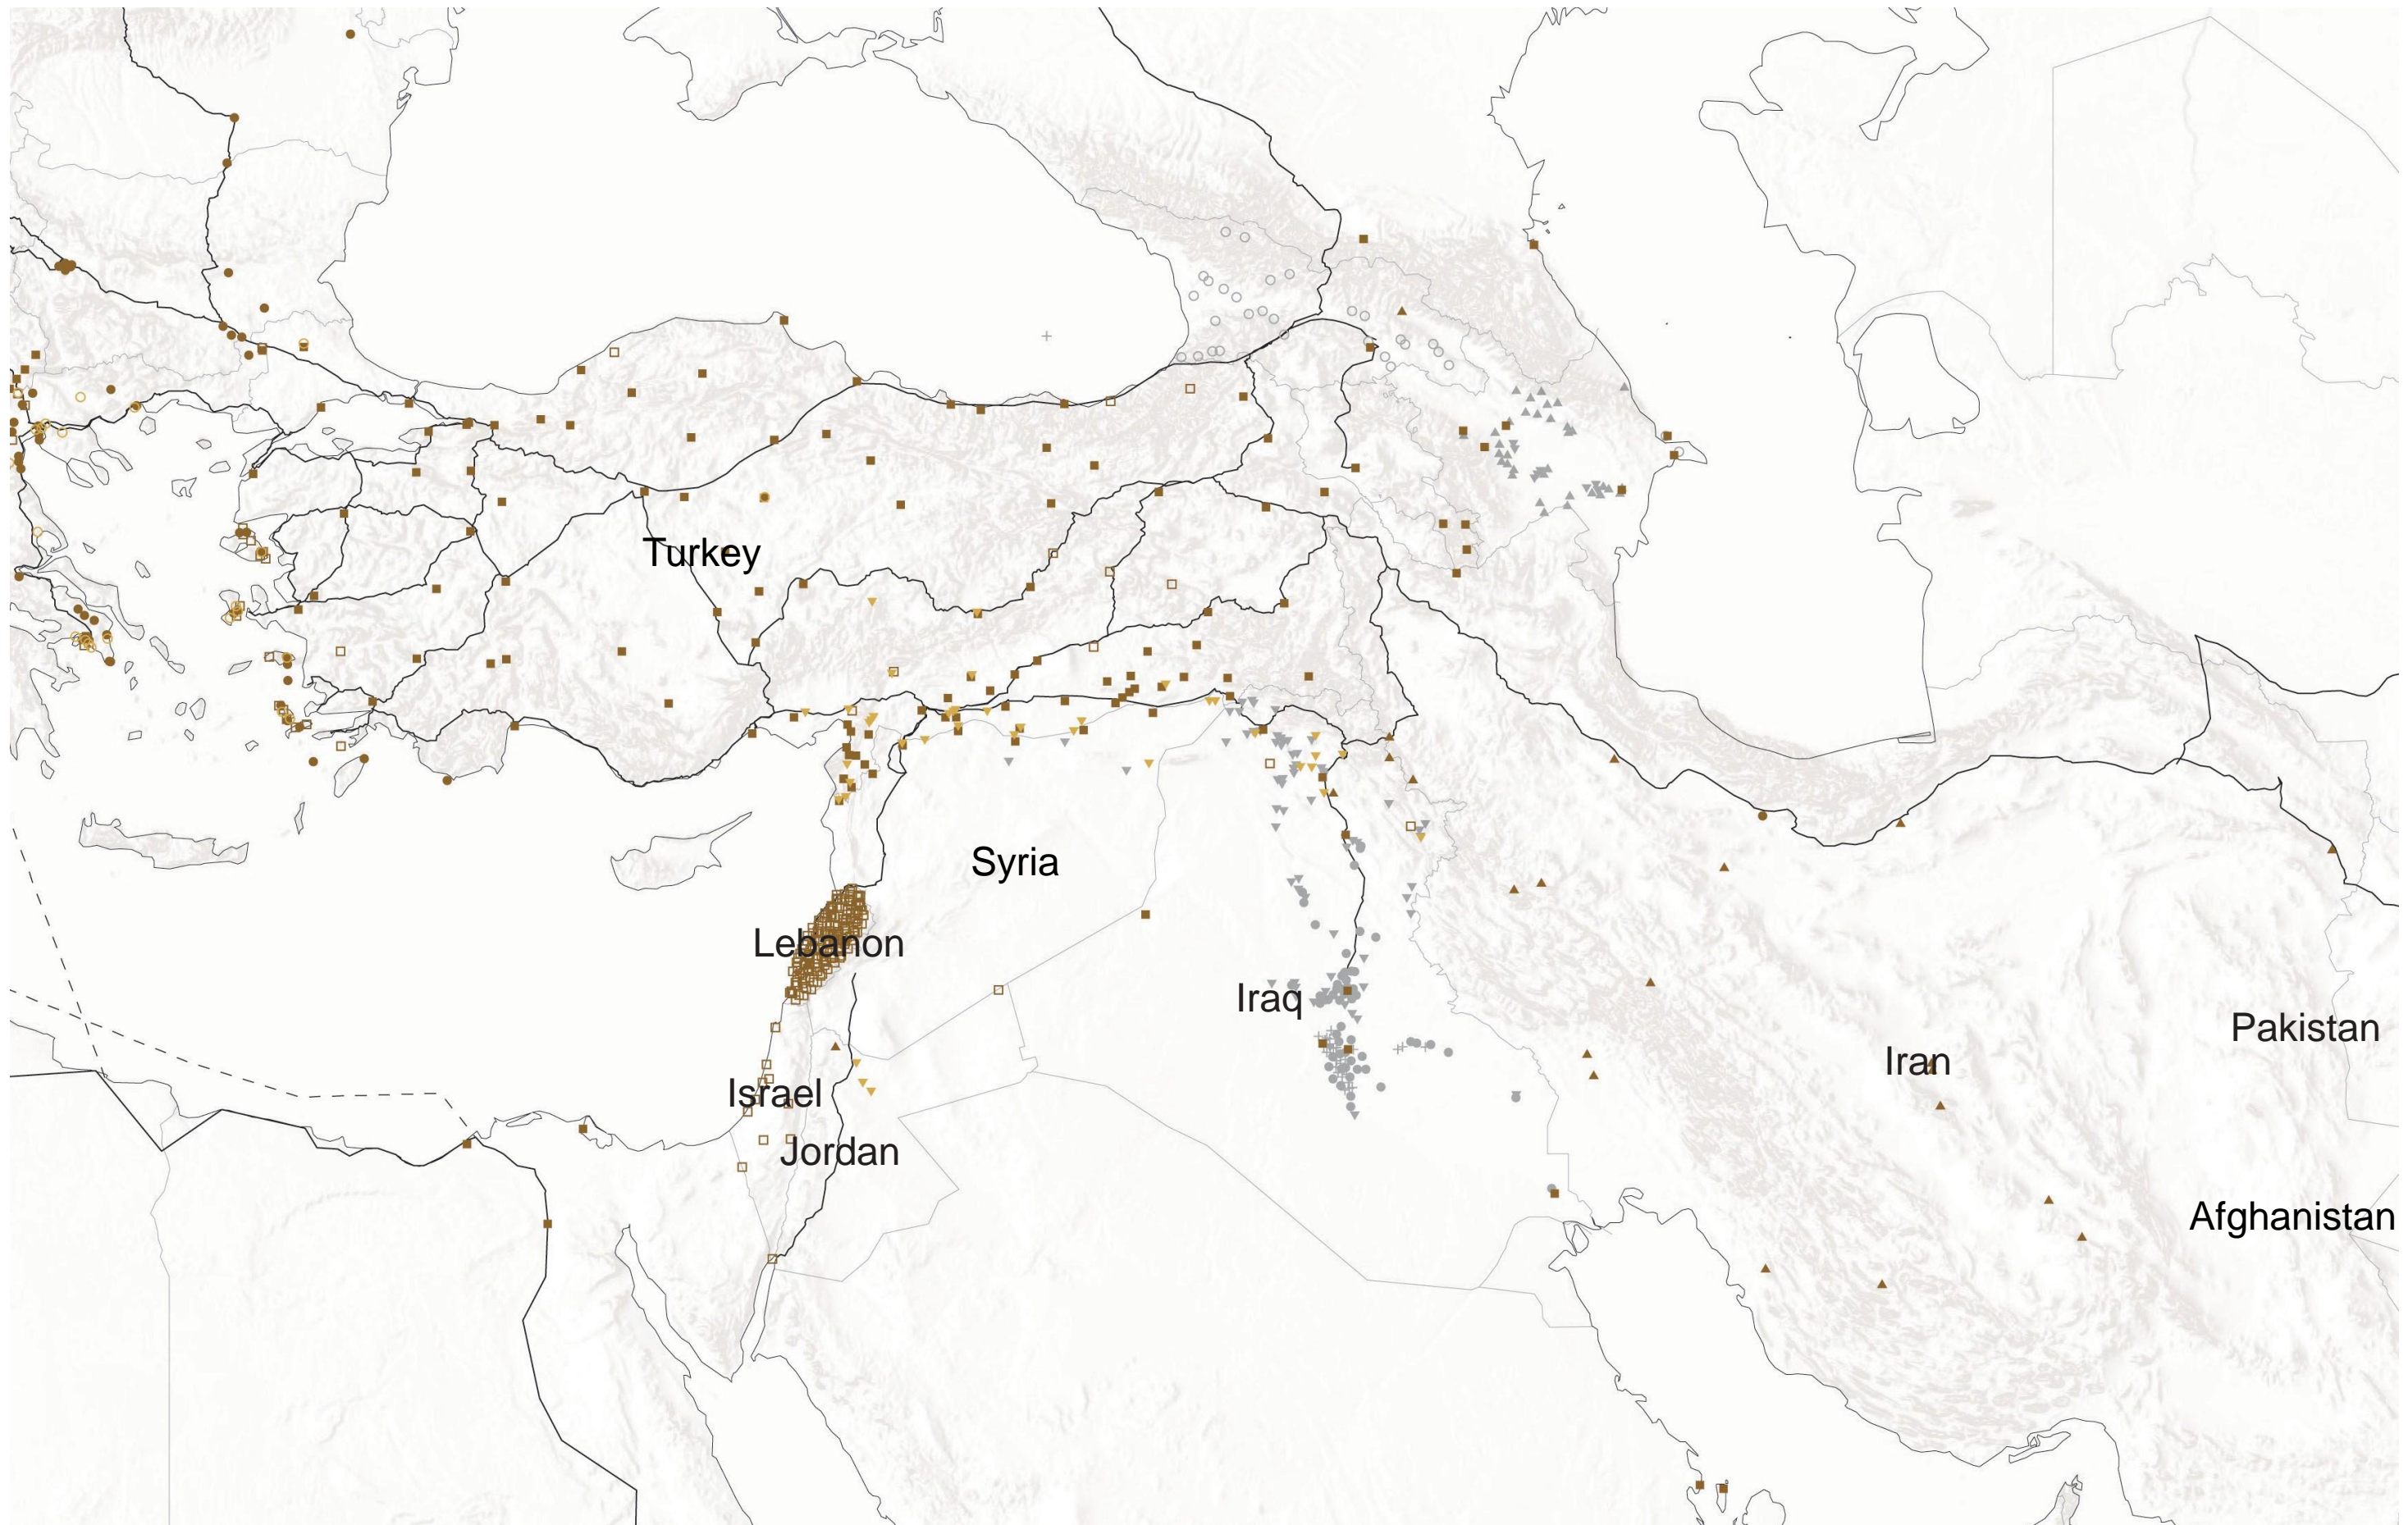 Turkey
Syria
Lebanon
Iraq
Pakistan
Iran
Israel
Jordan
Afghanistan